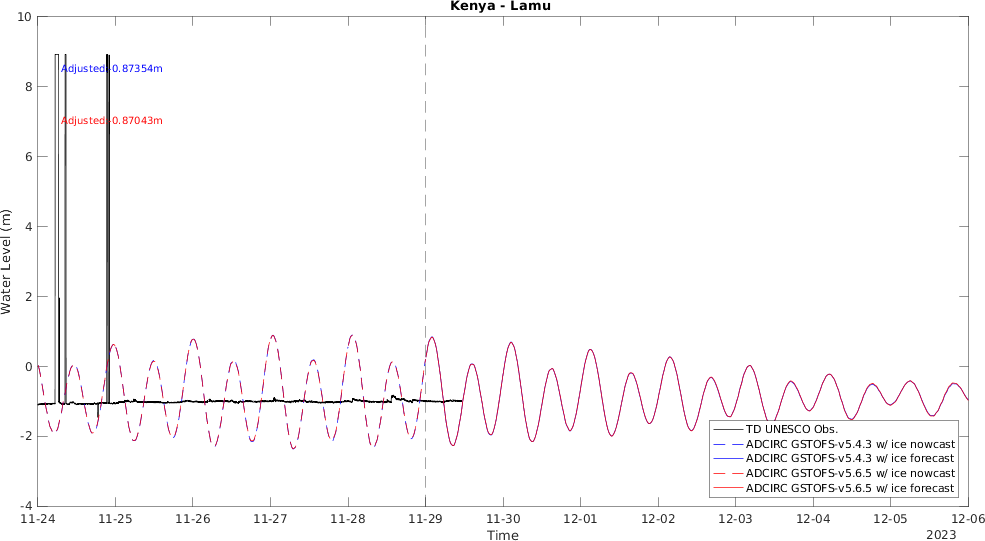 Kenya - Lamu
10
8
6
4
2
0
-2
-4
Water Level (m)
Adjusted:-0.87354m
Adjusted:-0.87043m
TD UNESCO Obs.
ADCIRC GSTOFS-v5.4.3 w/ ice nowcast
ADCIRC GSTOFS-v5.4.3 w/ ice forecast
ADCIRC GSTOFS-v5.6.5 w/ ice nowcast
ADCIRC GSTOFS-v5.6.5 w/ ice forecast
11-24 11-25 11-26 11-27 11-28 11-29 11-30 12-01 12-02 12-03 12-04 12-05 12-06
Time
2023